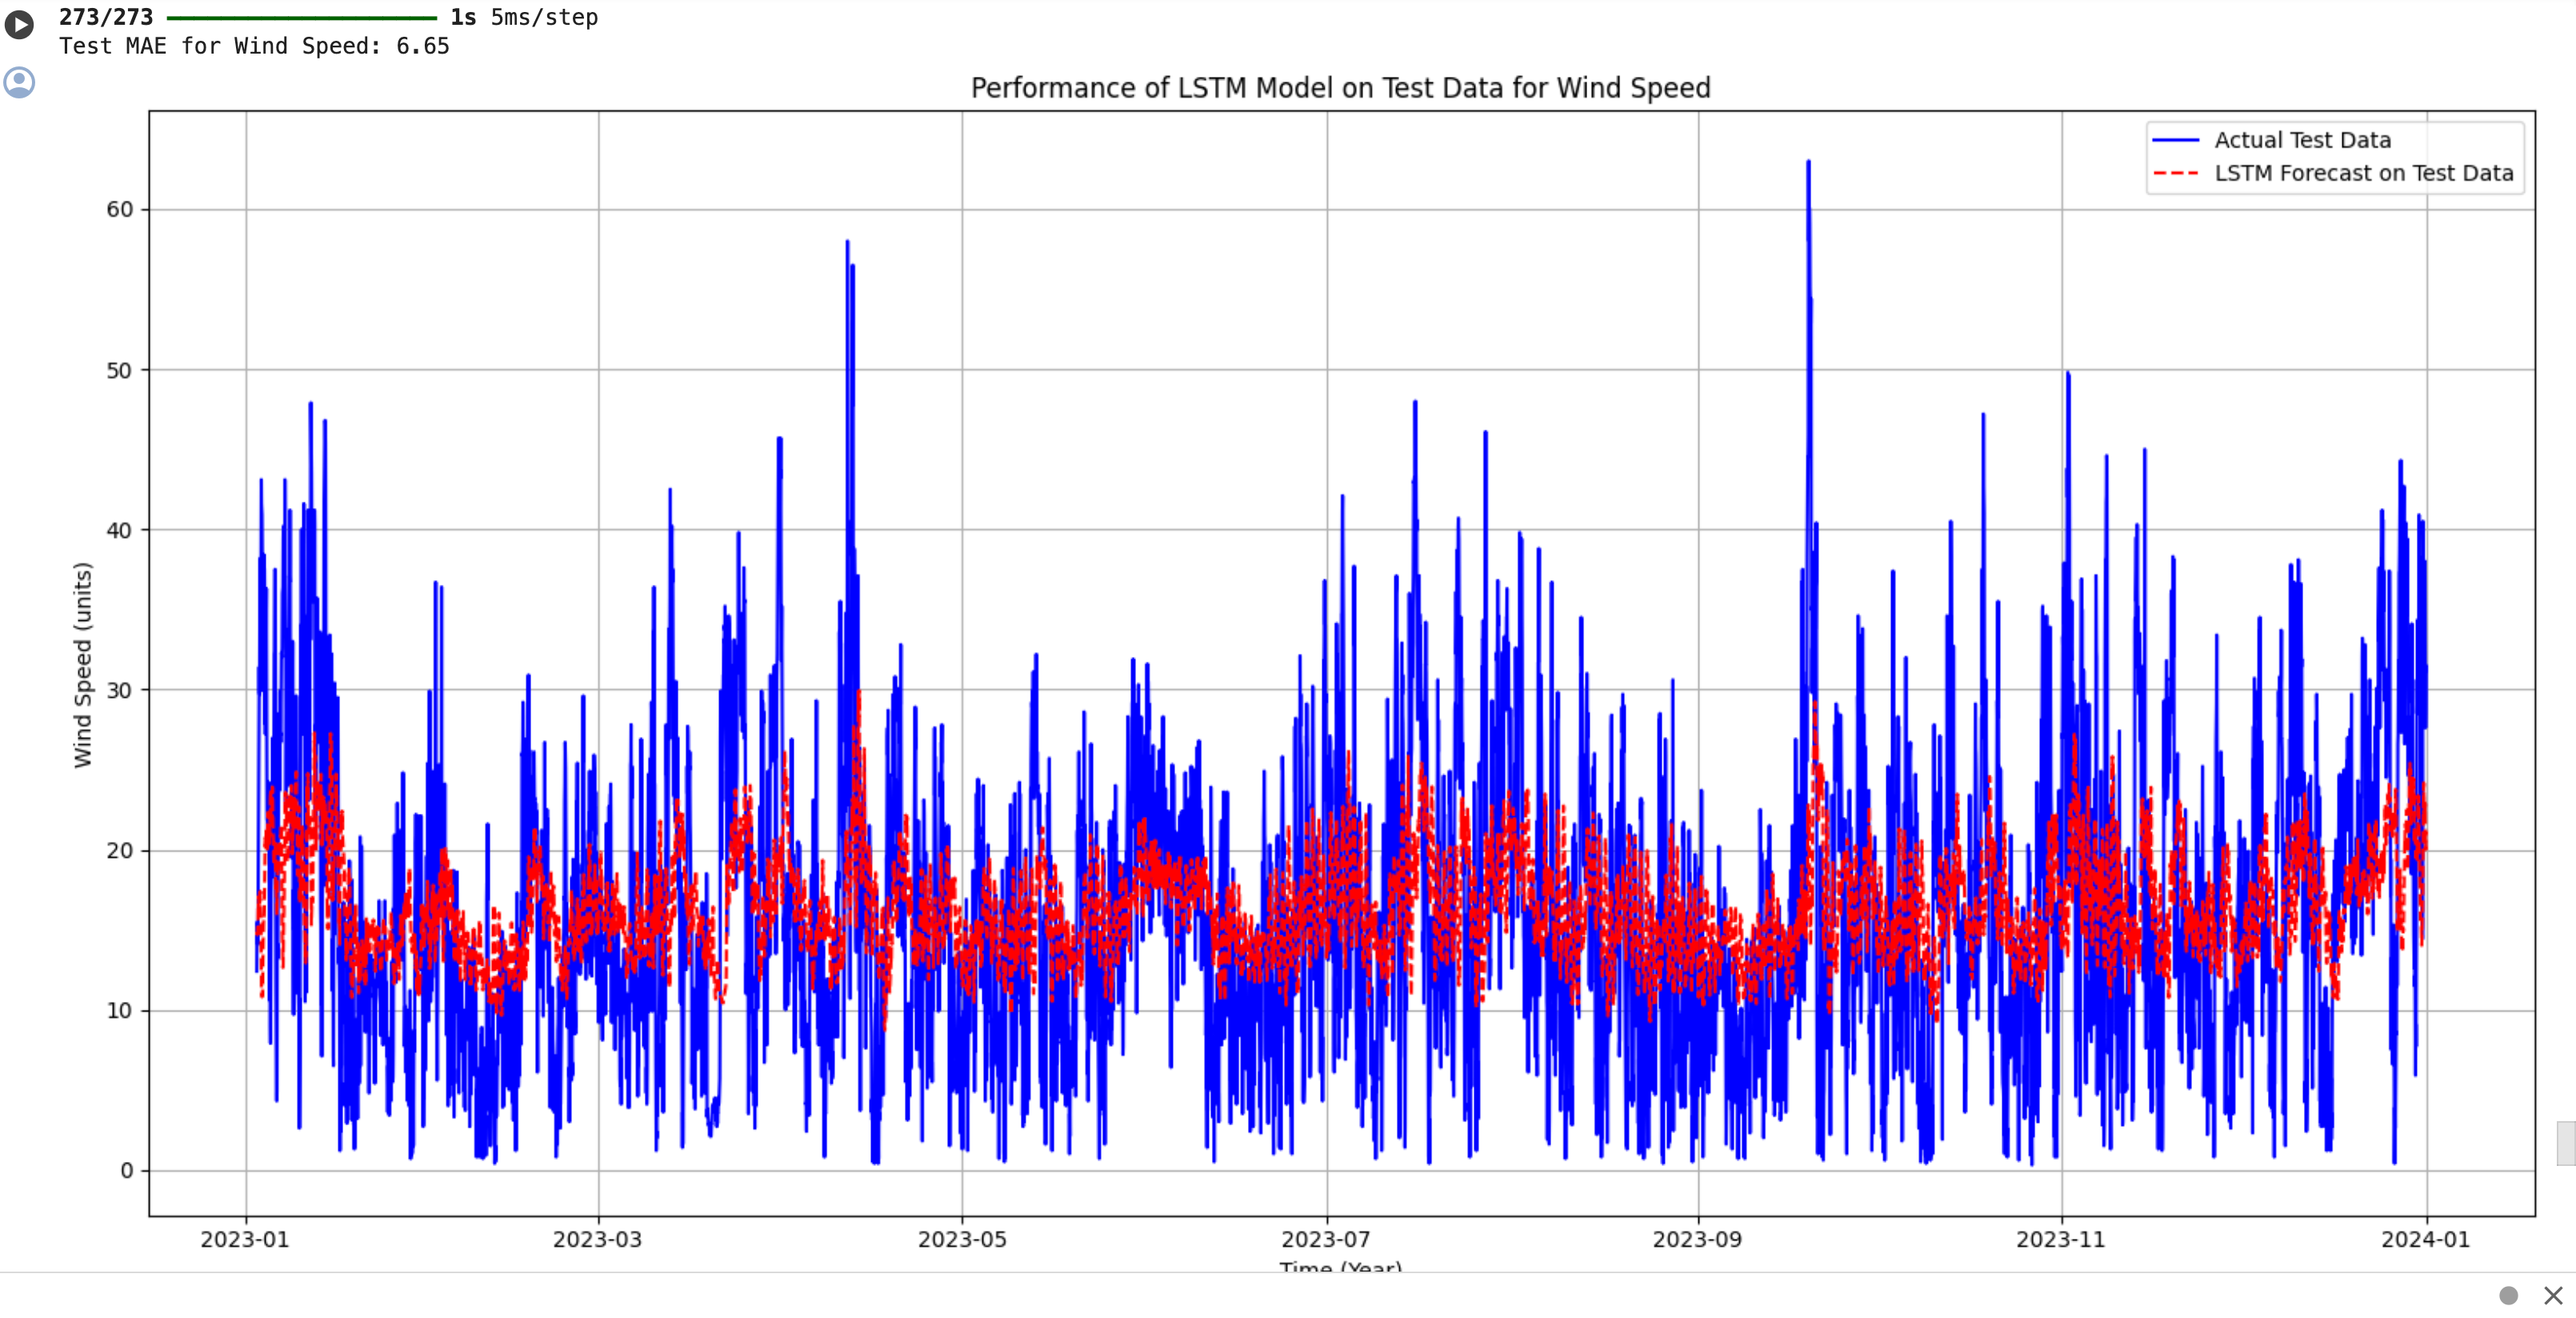 273/273 1s 5ms/step
Test MAE for Wind Speed: 6.65
Performance of LSTM Model on Test Data for Wind Speed
Actual Test Data
LSTM Forecast on Test Data
60
50
40
30
20
10
0
Wind Speed (units)
2023-01 2023-03 2023-05 2023-07 2023-09 2023-11 2024-01
Time (Year)